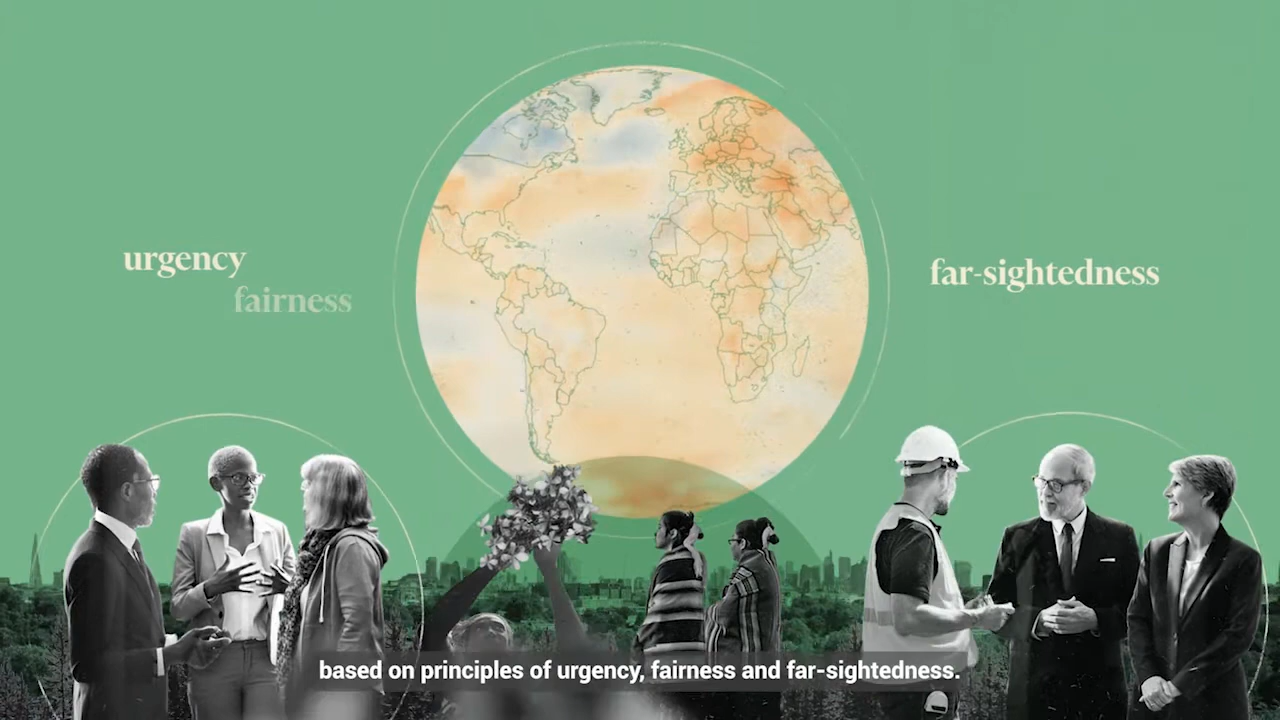 urgency
fairness
far-sightedness
based on principles of urgency, fairness and far-sightedness.